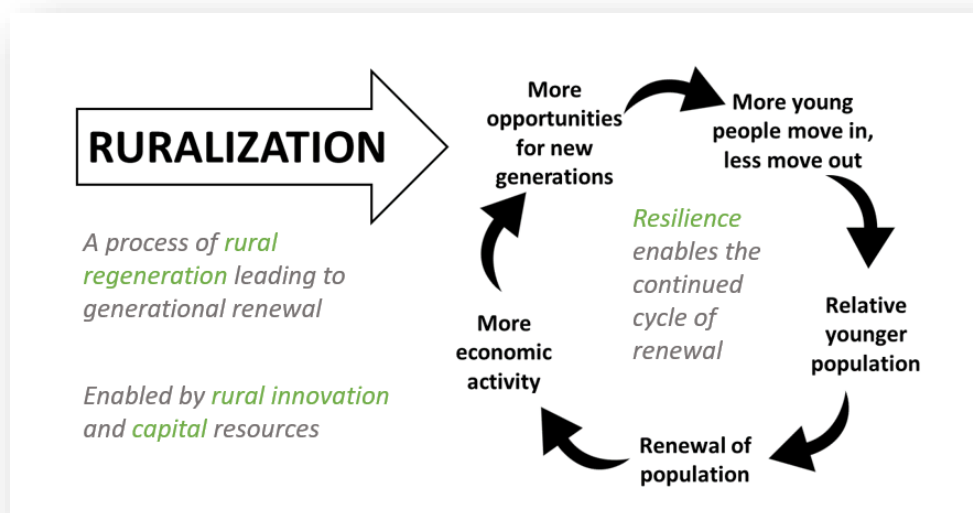 RURALIZATION
A process of rural
regeneration leading to
generational renewal
Enabled by rural innovation
and capital resources
More
opportunities
for new
generations
More young
people move in,
less move out
Relative
younger
population
Renewal of
population
More
economic
activity
Resilience
enables the
continued
cycle of
renewal